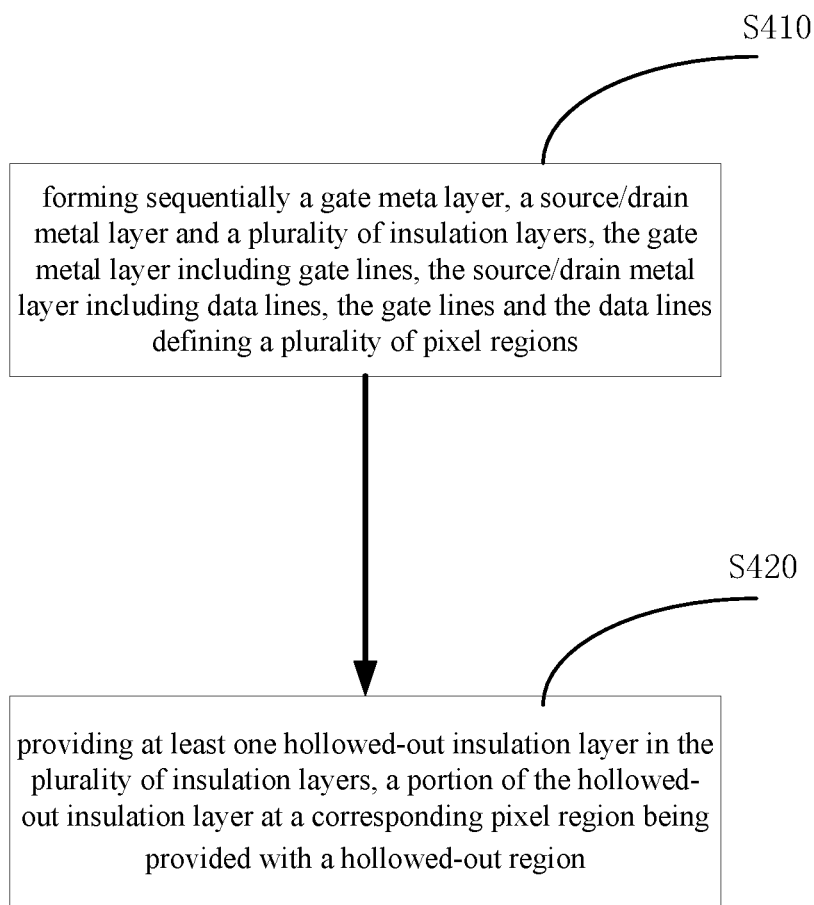 S410
forming sequentially a gate meta layer, a source/drain
metal layer and a plurality of insulation layers, the gate
metal layer including gate lines, the source/drain metal
layer including data lines, the gate lines and the data lines
defining a plurality of pixel regions
S420
providing at least one hollowed-out insulation layer in the
plurality of insulation layers, a portion of the hollowed-
out insulation layer at a corresponding pixel region being
provided with a hollowed-out region